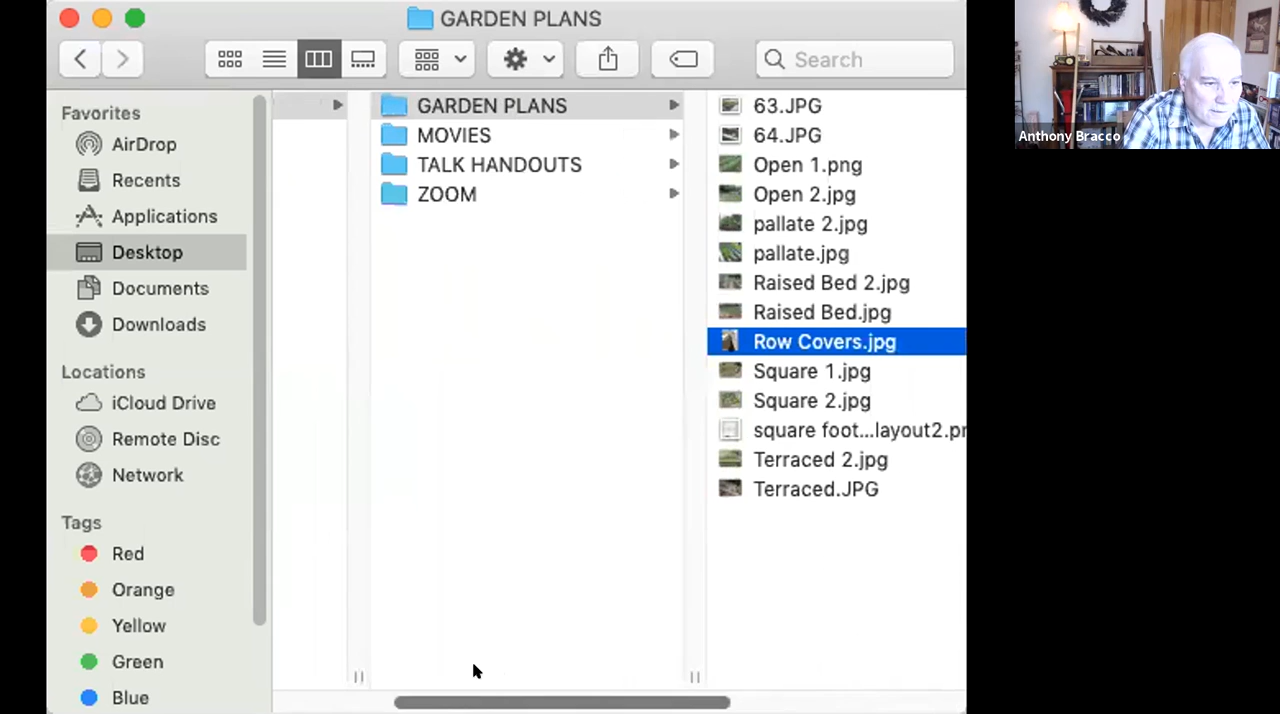 GARDEN PLANS
Search
Favorites
AirDrop
Recents
Applications
Desktop
Documents
Downloads
Locations
iCloud Drive
Remote Disc
Network
Tags
Red
Orange
Yellow
Green
Blue
GARDEN PLANS
MOVIES
TALK HANDOUTS
ZOOM
63.JPG
64.JPG
Open 1.png
Open 2.jpg
pallate 2.jpg
pallate.jpg
Raised Bed 2.jpg
Raised Bed.jpg
Row Covers.jpg
Square 1.jpg
Square 2.jpg
square foot...layout2.pr
Terraced 2.jpg
Terraced.JPG
Anthony Bracco